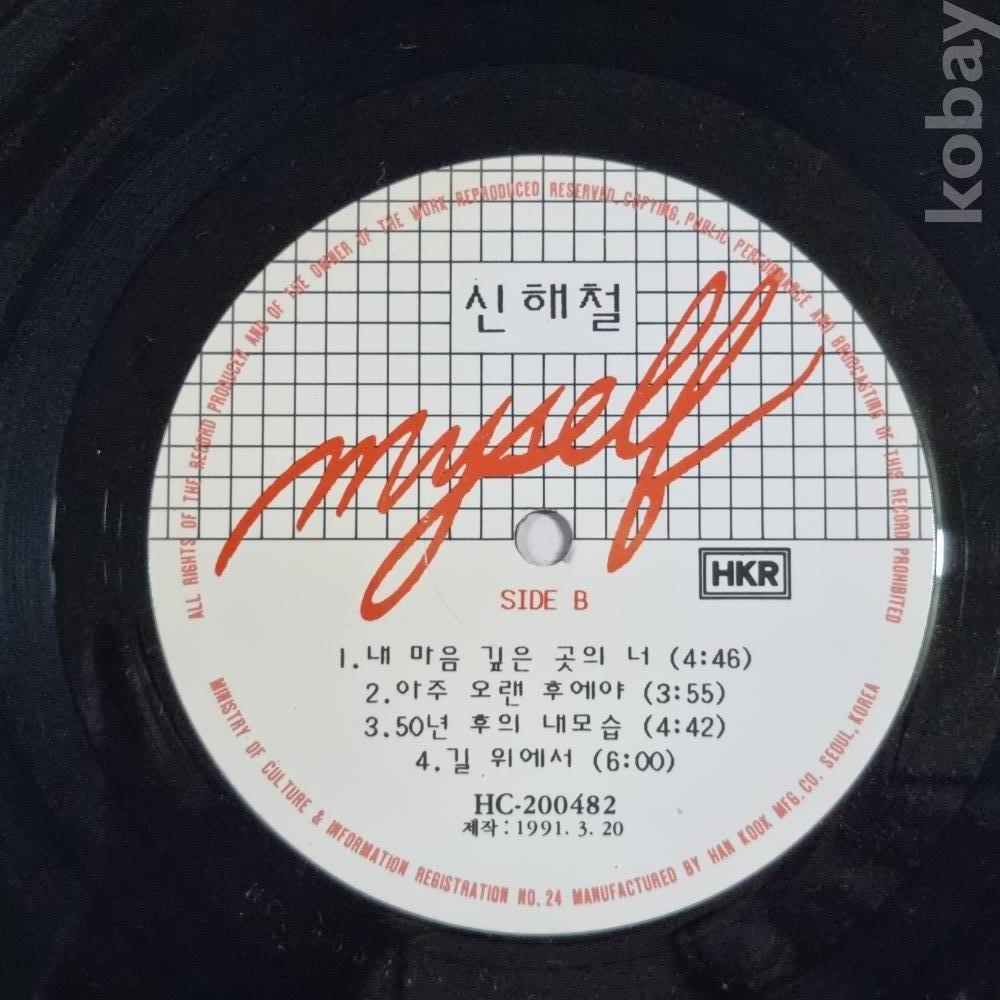 kobay
ALL RIGHTS OF THE RECORD PRODUCER AND OF THE OWNER OF THE WORK REPRODUCED RESERVED. COPYING, PUBLIC PERFORMANCE AND BROADCASTING OF THIS RECORD PROHIBITED
신해철
myself
HKR
SIDE B
1.내 마음 깊은 곳의 너 (4:46)
2.아주 오랜 후에야 (3:55)
3.50년 후의 내모습 (4:42)
4.길 위에서 (6:00)
HC-200482
제작:1991. 3. 20
MINISTRY OF CULTURE & INFORMATION REGISTRATION NO. 24 MANUFACTURED BY HAN KOOK MFG. CO. SEOUL, KOREA